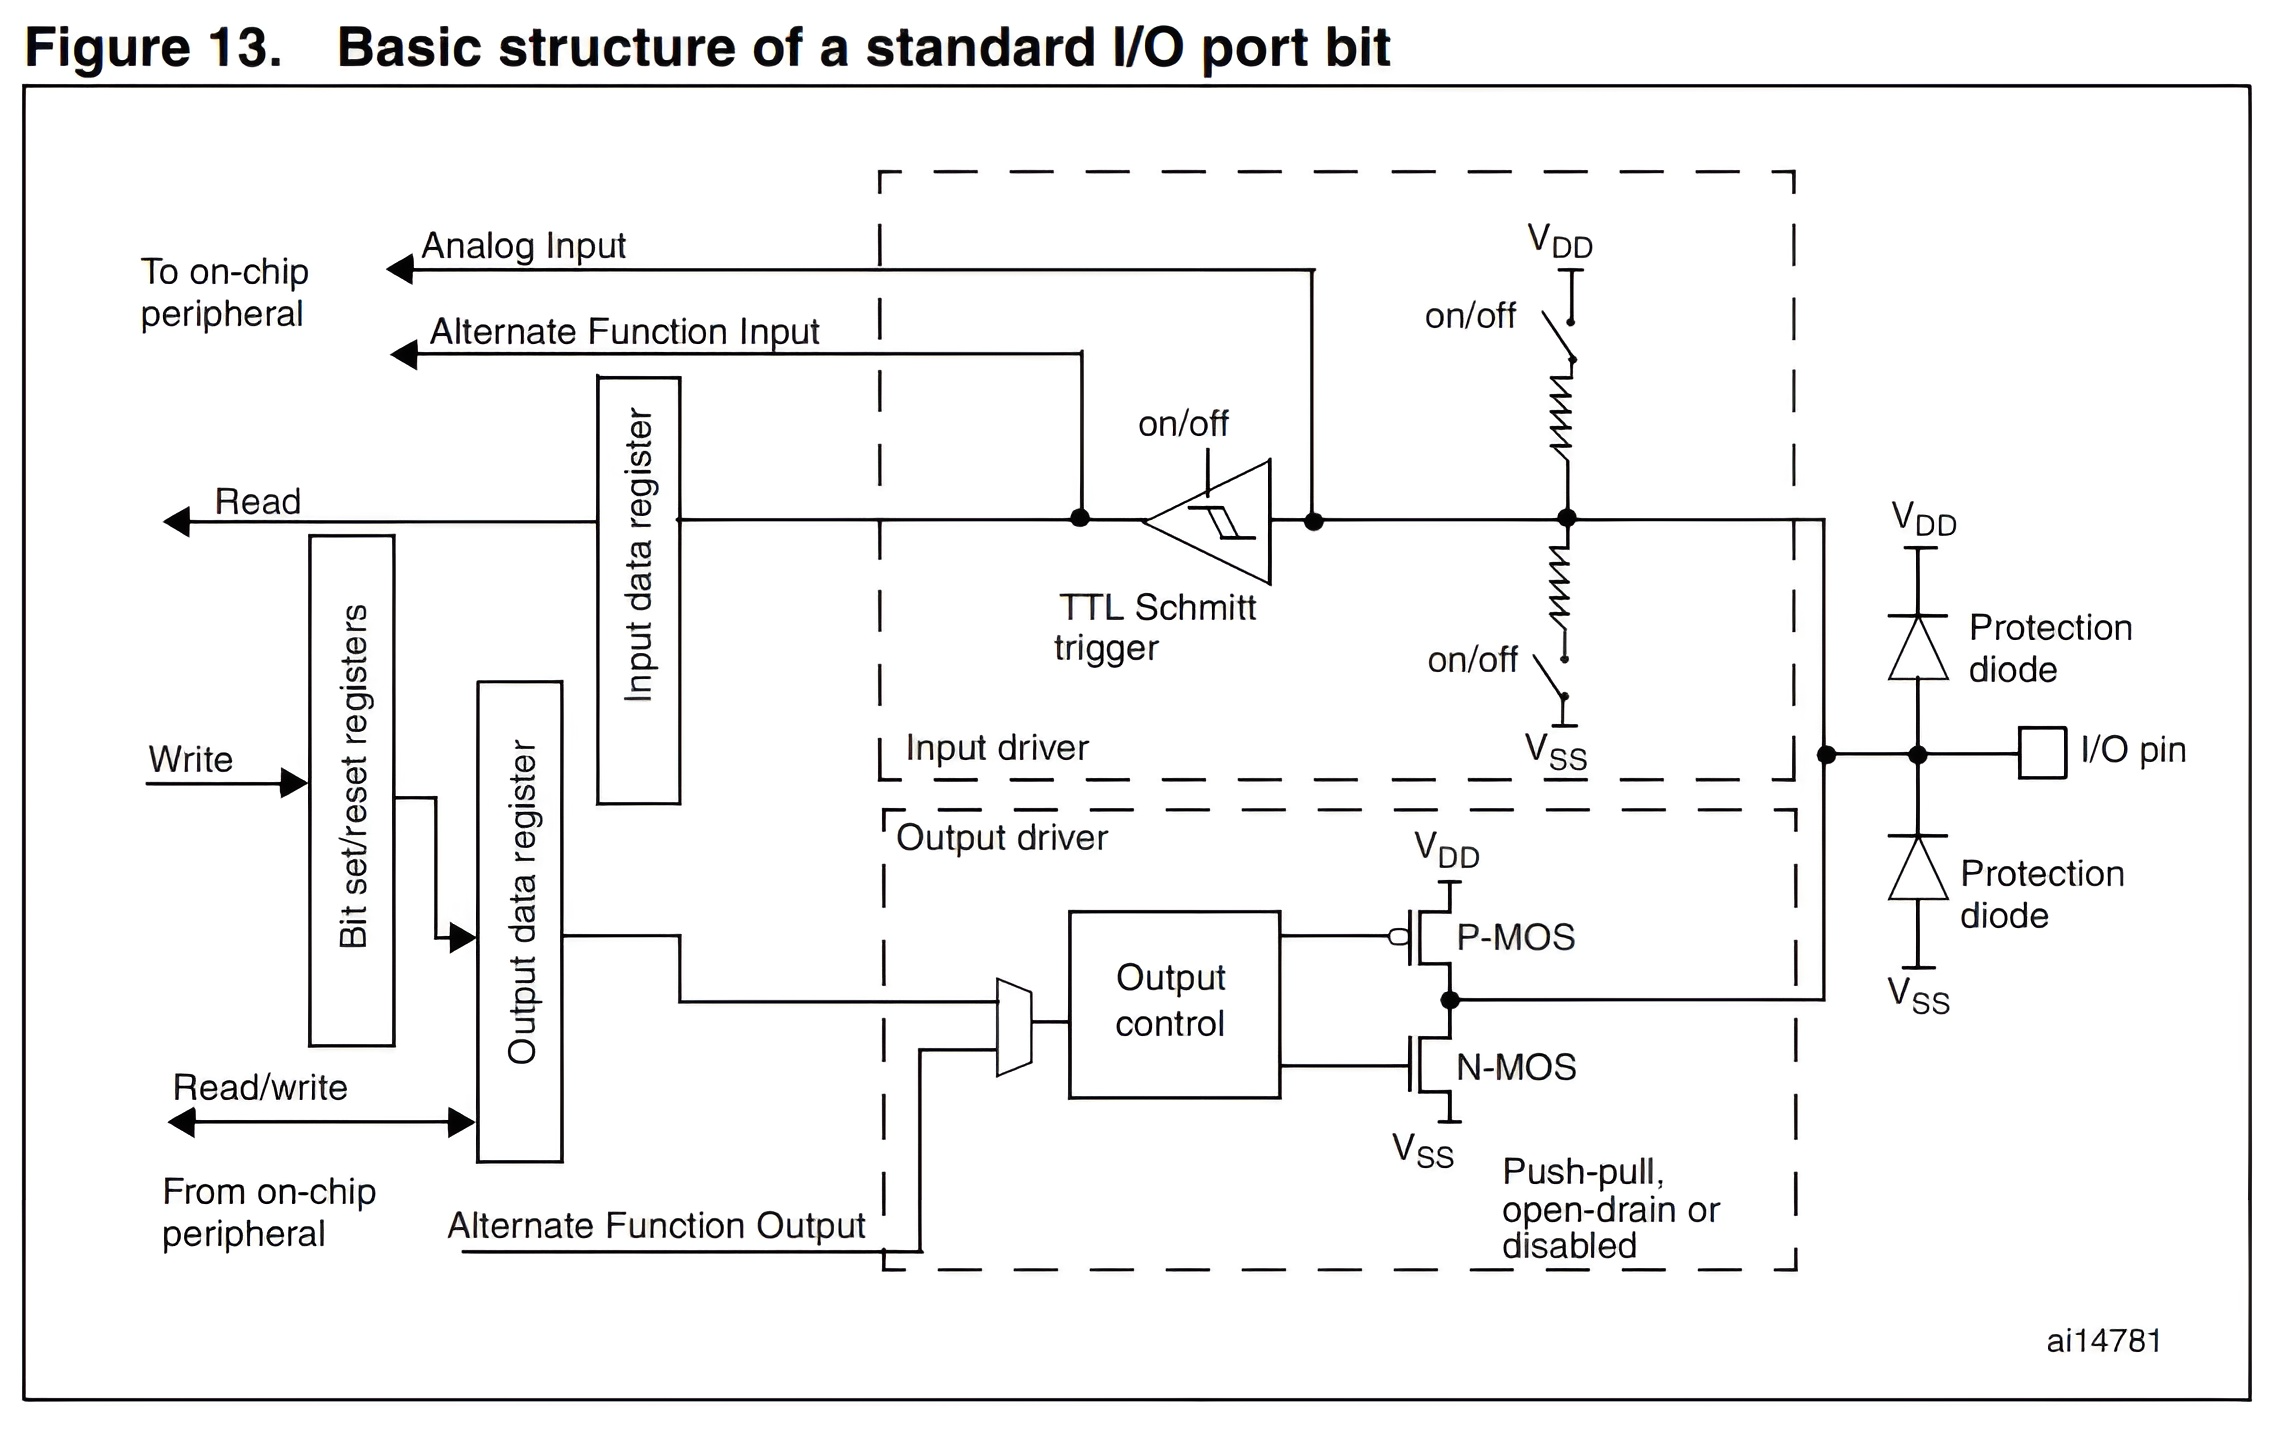 Figure 13. Basic structure of a standard I/O port bit
To on-chip
peripheral
Analog Input
Alternate Function Input
Read
Input data register
on/off
TTL Schmitt
trigger
VDD
on/off
on/off
VSS
Input driver
VDD
Protection
diode
I/O pin
Protection
diode
VSS
Write
Bit set/reset registers
Output data register
Read/write
From on-chip
peripheral
Alternate Function Output
Output driver
Output
control
VDD
P-MOS
N-MOS
VSS
Push-pull,
open-drain or
disabled
ai14781